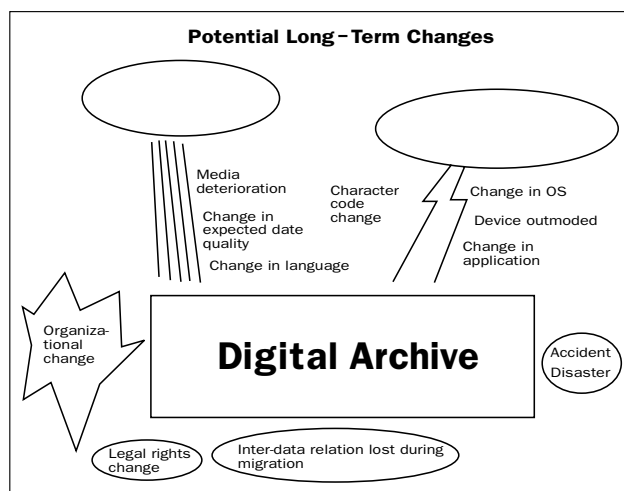 Potential Long–Term Changes
Media
deterioration
Change in
expected date
quality
Change in language
Character
code
change
Change in OS
Device outmoded
Change in
application
Organiza-
tional
change
Digital Archive
Accident
Disaster
Legal rights
change
Inter-data relation lost during
migration